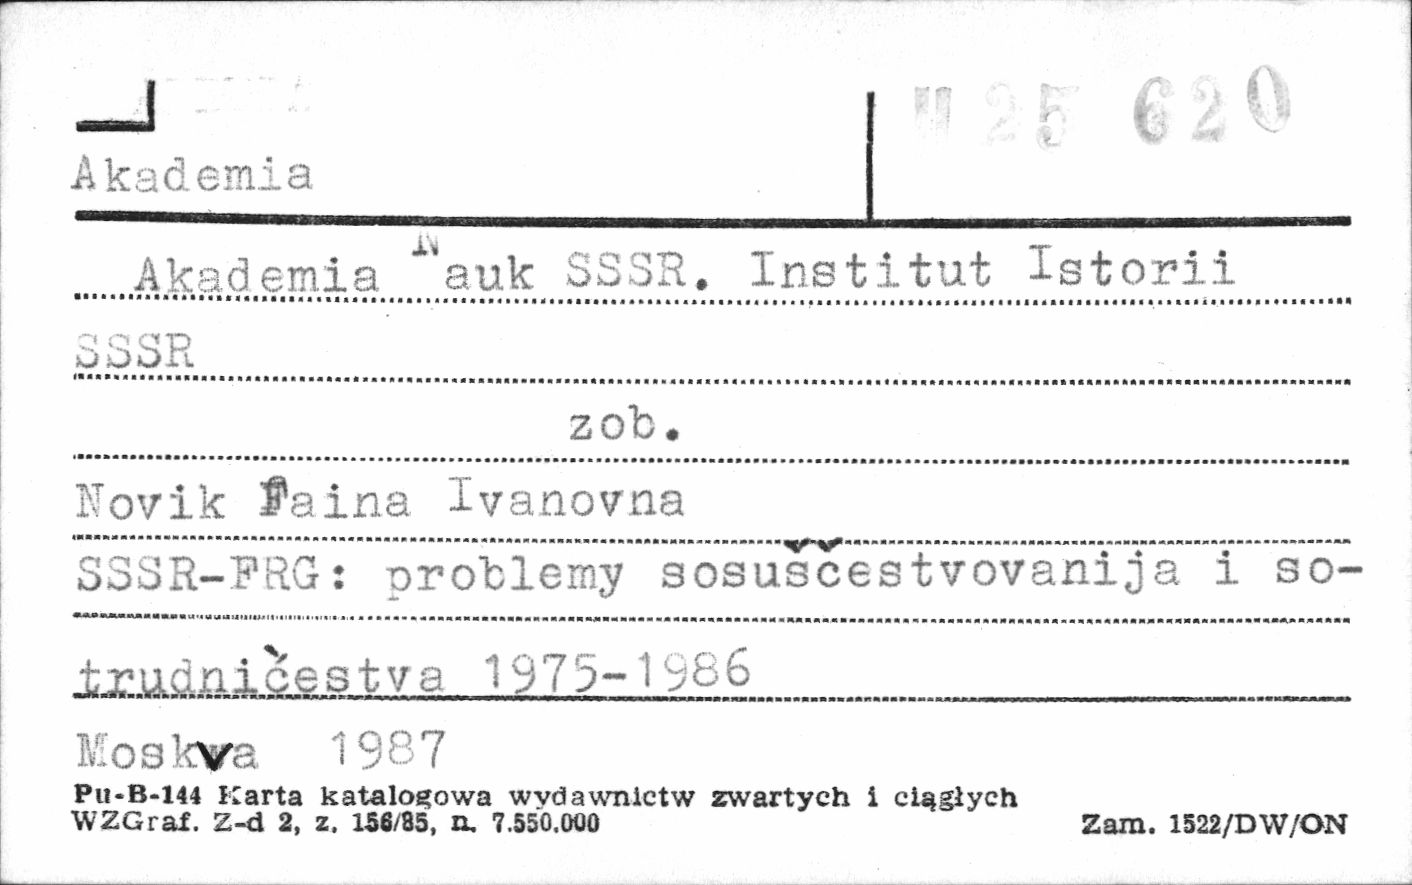 U 25 620
Akademia
Akademia Nauk SSSR. Institut Istorii
SSSR
zob.
Novik Faina Ivanovna
SSSR-FRG: problemy sosuščestvovanija i so-
trudničestva 1975-1986
Moskva 1987
Pu-B-144 Karta katalogowa wydawnictw zwartych i ciągłych
WZGraf. Z-d 2, z. 156/85, n. 7.550.000
Zam. 1522/DW/ON